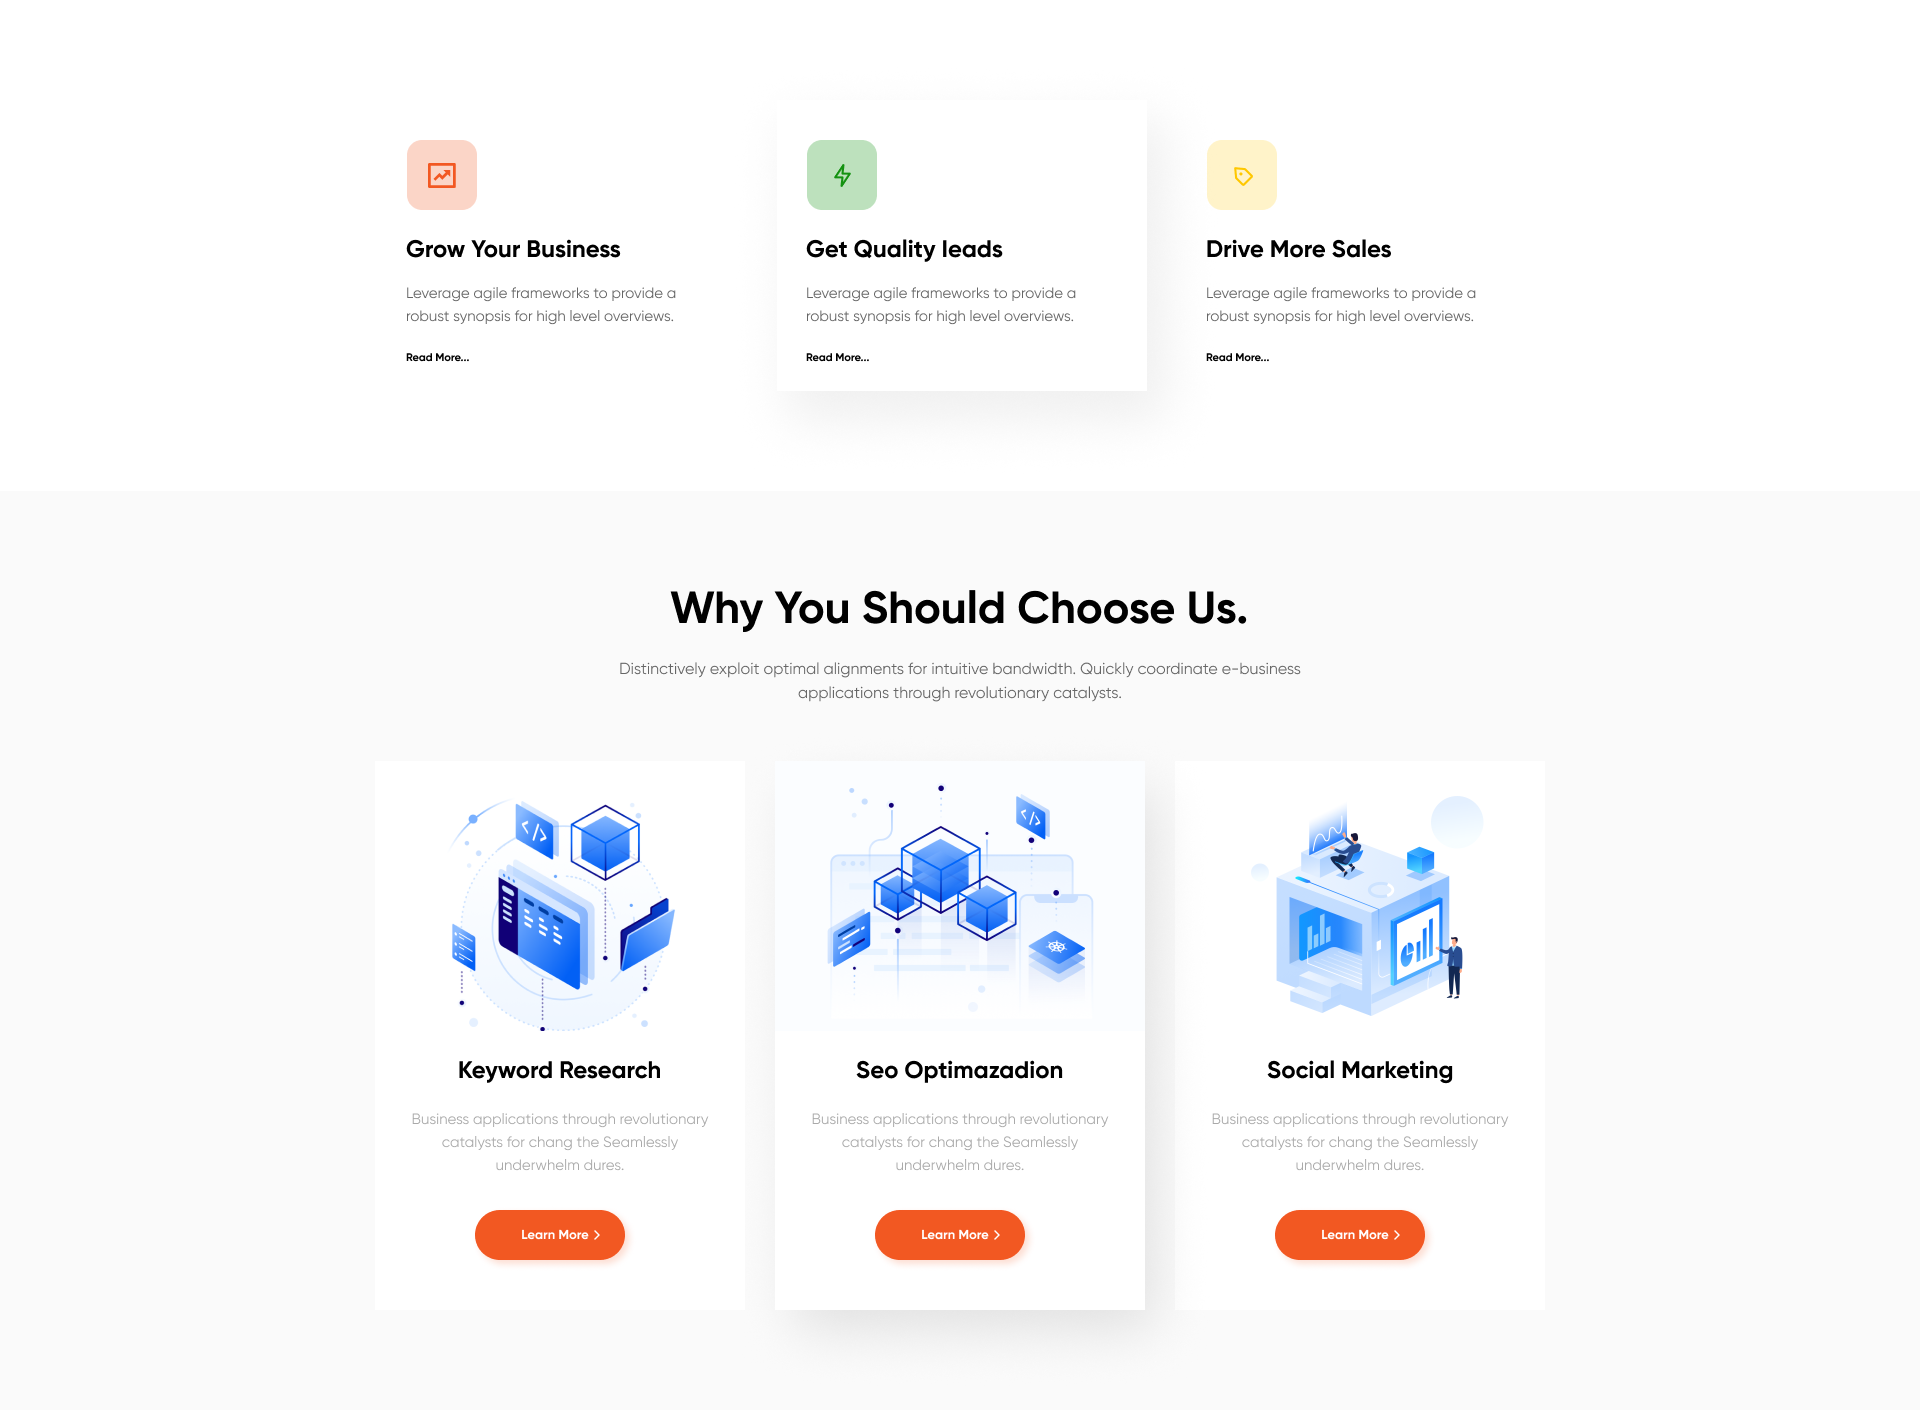 Grow Your Business
Leverage agile frameworks to provide a
robust synopsis for high level overviews.
Read More...
Get Quality leads
Leverage agile frameworks to provide a
robust synopsis for high level overviews.
Read More...
Drive More Sales
Leverage agile frameworks to provide a
robust synopsis for high level overviews.
Read More...
Why You Should Choose Us.
Distinctively exploit optimal alignments for intuitive bandwidth. Quickly coordinate e-business
applications through revolutionary catalysts.
</>
Keyword Research
Business applications through revolutionary
catalysts for chang the Seamlessly
underwhelm dures.
Learn More >
</>
Seo Optimazadion
Business applications through revolutionary
catalysts for chang the Seamlessly
underwhelm dures.
Learn More >
Social Marketing
Business applications through revolutionary
catalysts for chang the Seamlessly
underwhelm dures.
Learn More >